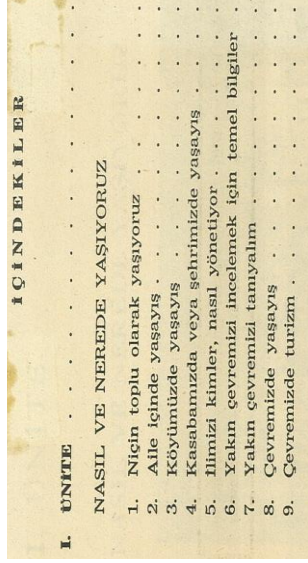 İÇİNDEKİLER
I. ÜNİTE . . . . . . . . . . . . .
NASIL VE NEREDE YAŞIYORUZ
1. Niçin toplu olarak yaşıyoruz . . . . . . .
2. Aile içinde yaşayış . . . . . . . . . .
3. Köyümüzde yaşayış . . . . . . . . . .
4. Kasabamızda veya şehrimizde yaşayış . . . .
5. İlimizi kimler, nasıl yönetiyor . . . . . . .
6. Yakın çevremizi incelemek için temel bilgiler
7. Yakın çevremizi tanıyalım . . . . . . . .
8. Çevremizde yaşayış . . . . . . . . . .
9. Çevremizde turizm . . . . . . . . . .